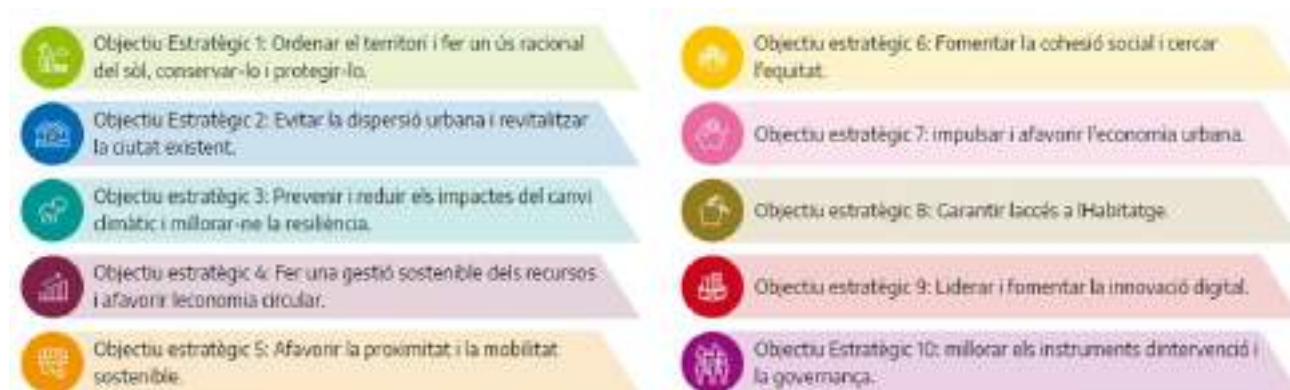 Objectiu Estratègic 1: Ordenar el territori i fer un ús racional
del sòl, conservar-lo i protegir-lo.
Objectiu Estratègic 2: Evitar la dispersió urbana i revitalitzar
la ciutat existent.
Objectiu estratègic 3: Prevenir i reduir els impactes del canvi
climàtic i millorar-ne la resiliència.
Objectiu estratègic 4: Fer una gestió sostenible dels recursos
i afavorir leconomia circular.
Objectiu estratègic 5: Afavorir la proximitat i la mobilitat
sostenible.
Objectiu estratègic 6: Fomentar la cohesió social i cercar
l'equitat.
Objectiu estratègic 7: impulsar i afavorir l'economia urbana.
Objectiu estratègic 8: Garantir laccés a lHabitatge.
Objectiu estratègic 9: Liderar i fomentar la innovació digital.
Objectiu Estratègic 10: millorar els instruments dintervenció i
la governança.